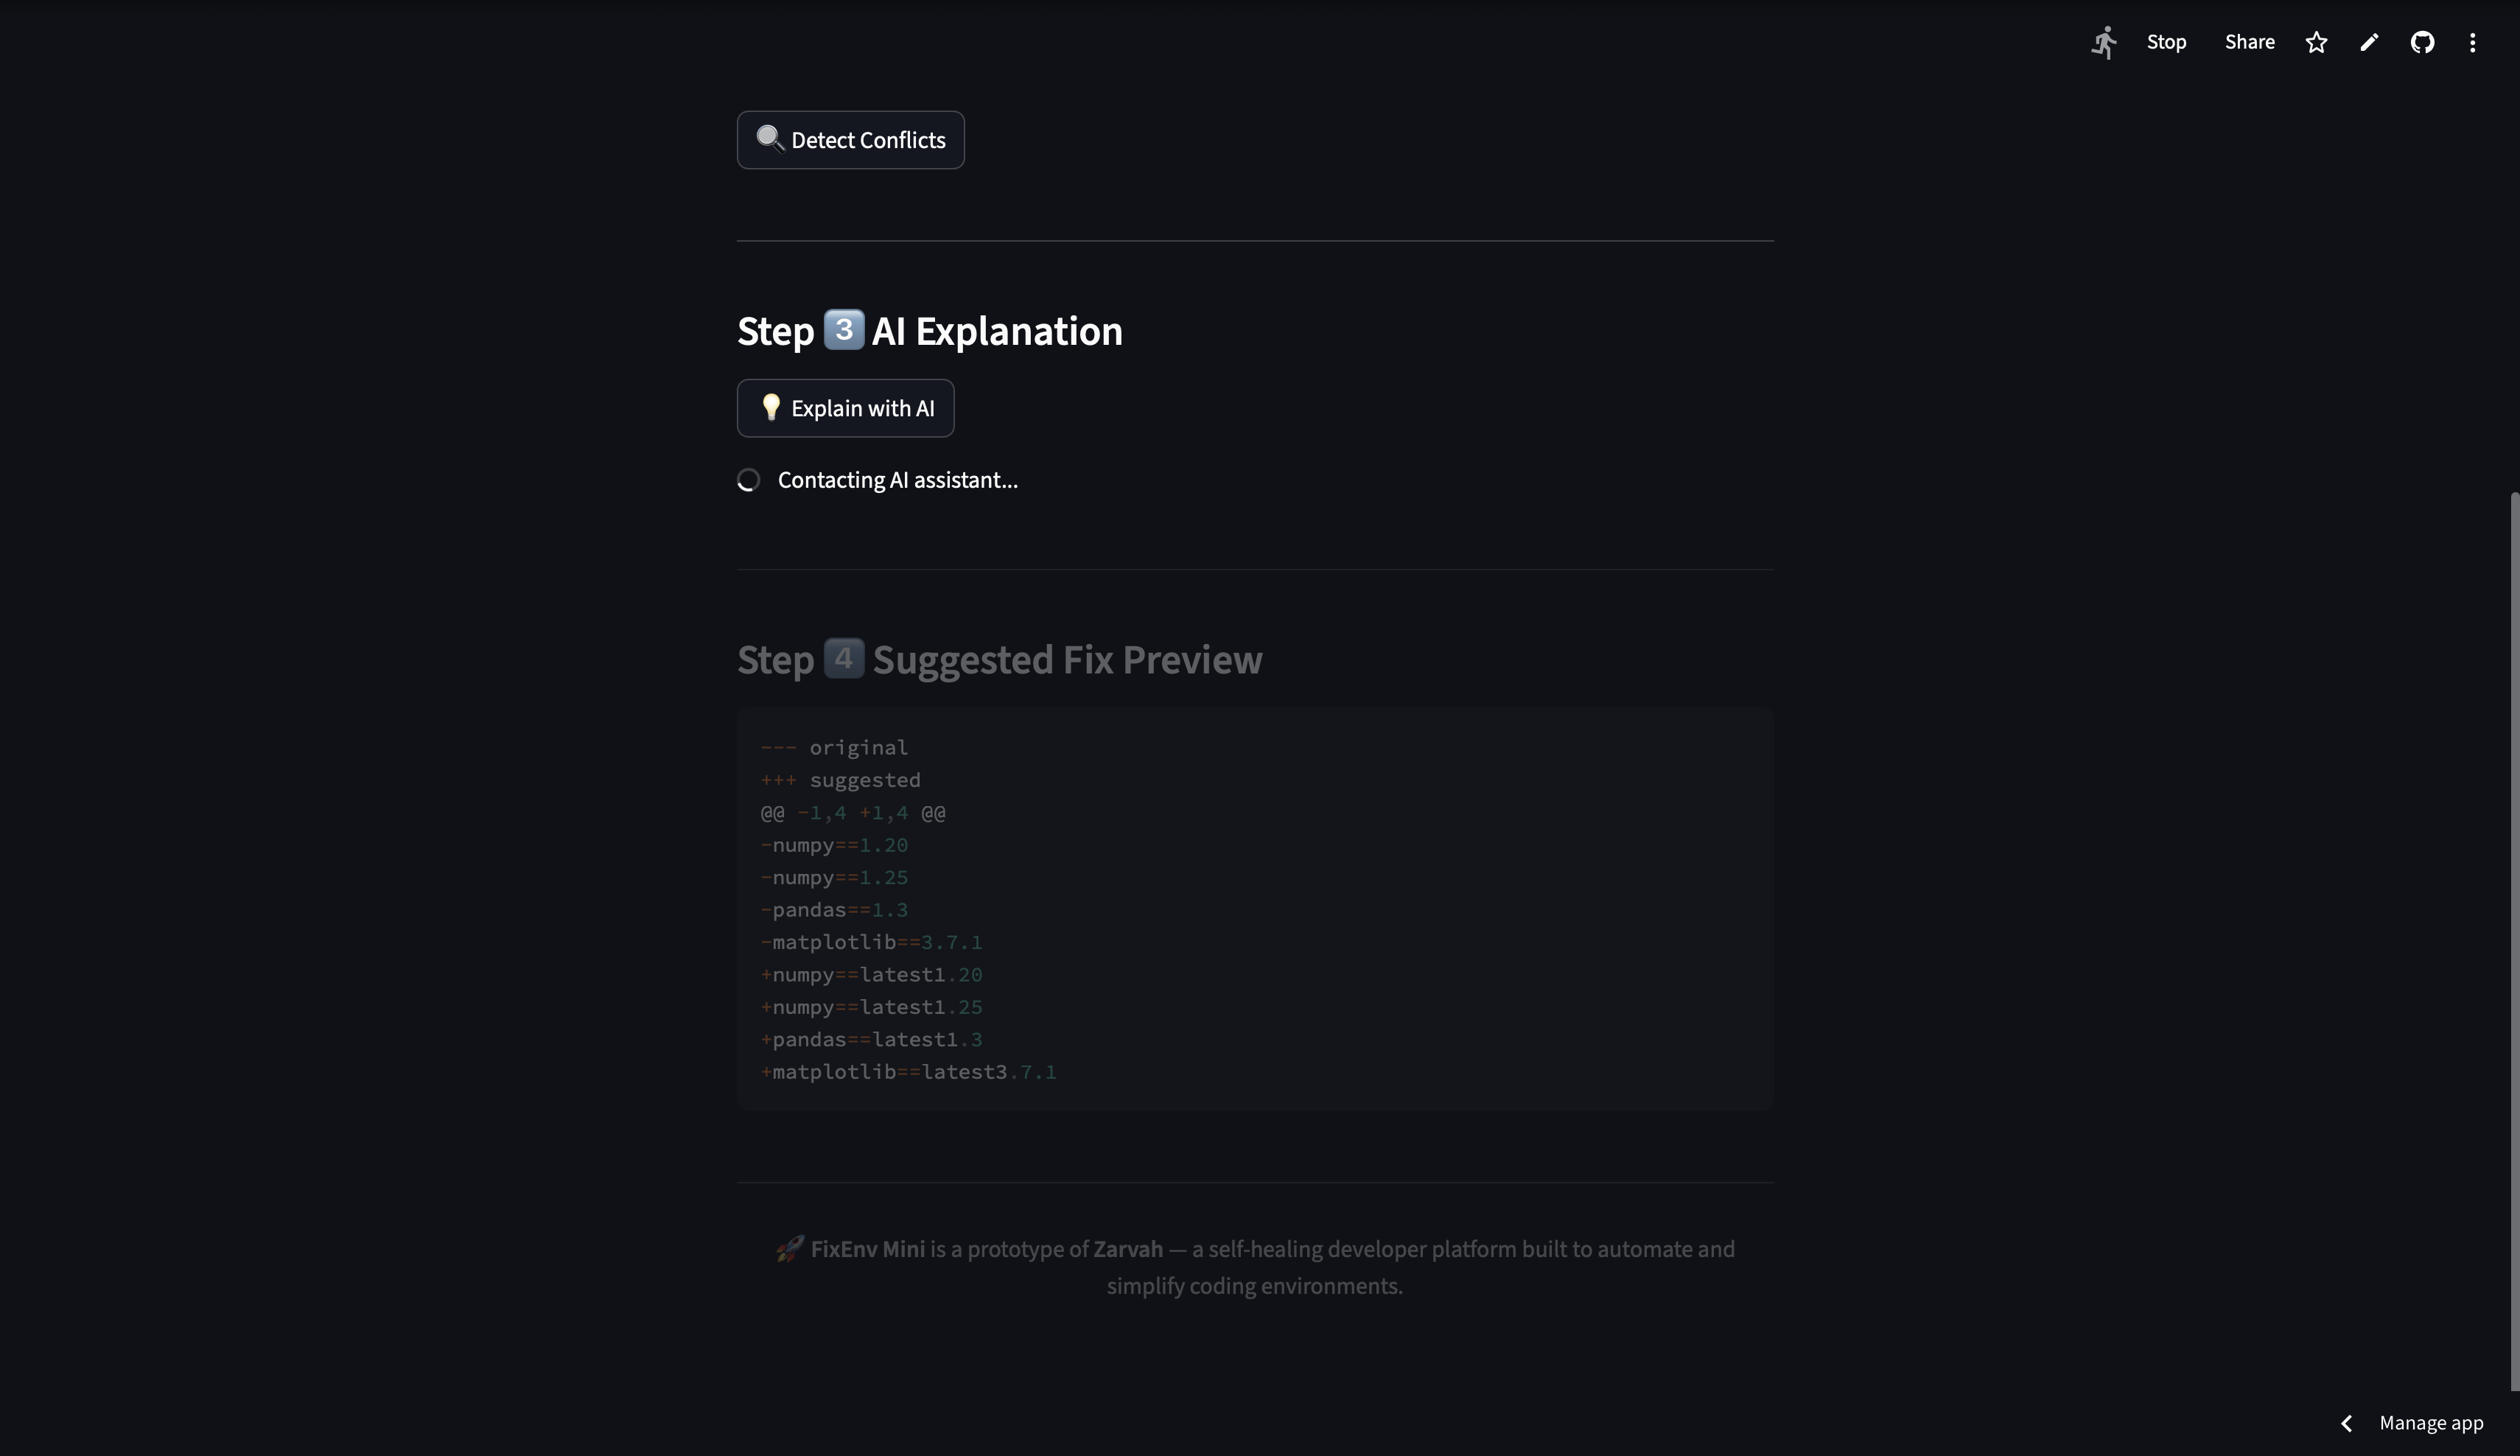 Stop
Share
🔍 Detect Conflicts
Step 3️⃣ AI Explanation
💡 Explain with AI
Contacting AI assistant...
Step 4️⃣ Suggested Fix Preview
--- original
+++ suggested
@@ -1,4 +1,4 @@
-numpy==1.20
-numpy==1.25
-pandas==1.3
-matplotlib==3.7.1
+numpy==latest1.20
+numpy==latest1.25
+pandas==latest1.3
+matplotlib==latest3.7.1
🚀 FixEnv Mini is a prototype of Zarvah — a self-healing developer platform built to automate and
simplify coding environments.
Manage app